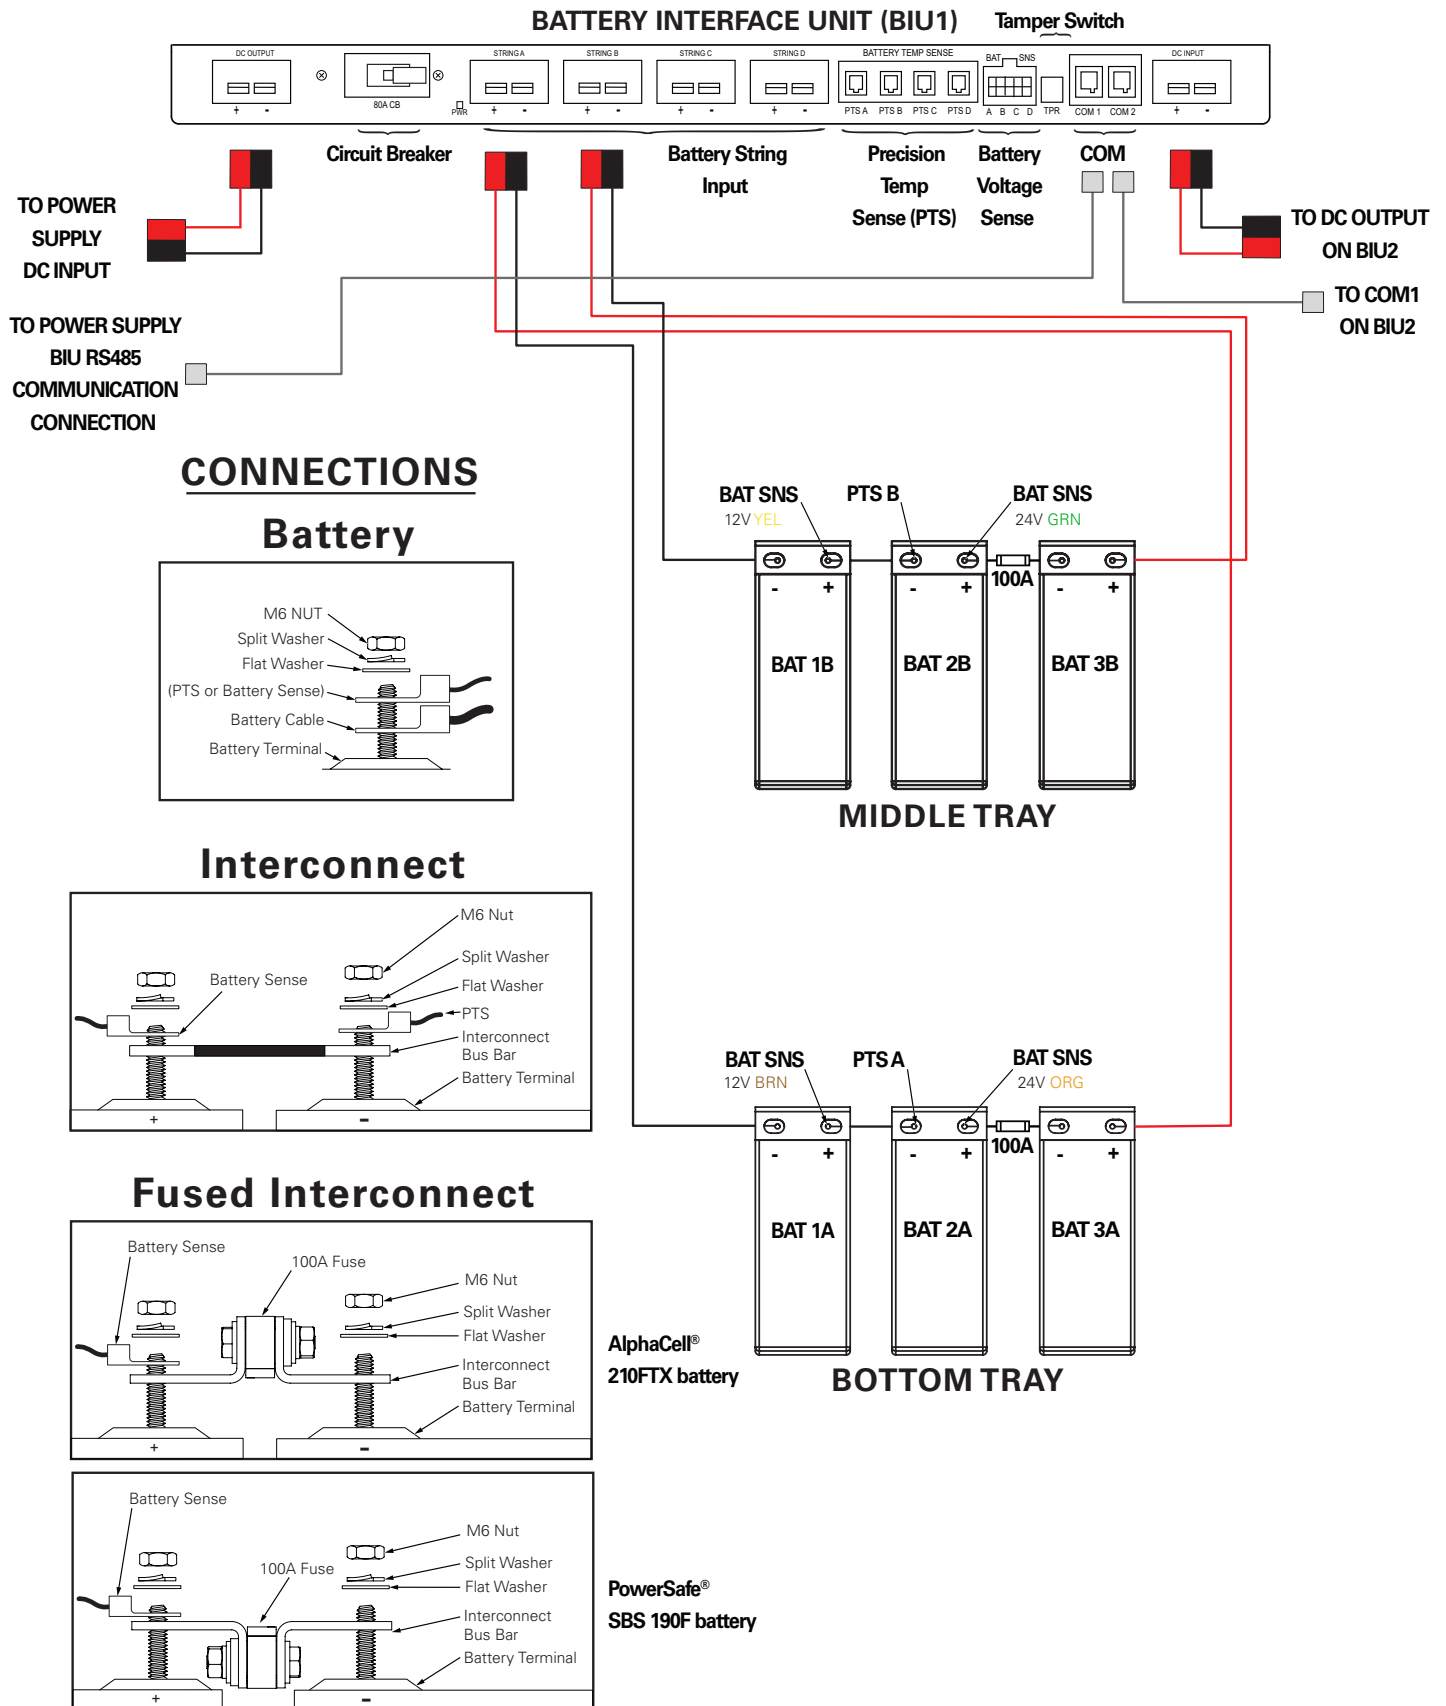 BATTERY INTERFACE UNIT (BIU1)
Tamper Switch
DC OUTPUT
STRING A
STRING B
STRING C
STRING D
BATTERY TEMP SENSE
BAT
SNS
DC INPUT
80A CB
PWR
PTS A PTS B PTS C PTS D
A B C D
TPR
COM 1 COM 2
+ -
+ -
+ -
+ -
+ -
+ -
Circuit Breaker
Battery String
Input
Precision
Temp
Sense (PTS)
Battery
Voltage
Sense
COM
TO POWER
SUPPLY
DC INPUT
TO DC OUTPUT
ON BIU2
TO COM1
ON BIU2
TO POWER SUPPLY
BIU RS485
COMMUNICATION
CONNECTION
CONNECTIONS
Battery
M6 NUT
Split Washer
Flat Washer
(PTS or Battery Sense)
Battery Cable
Battery Terminal
BAT SNS
12V YEL
PTS B
BAT SNS
24V GRN
100A
- +
- +
- +
BAT 1B
BAT 2B
BAT 3B
MIDDLE TRAY
Interconnect
M6 Nut
Split Washer
Battery Sense
Flat Washer
PTS
Interconnect
Bus Bar
Battery Terminal
+
-
BAT SNS
12V BRN
PTS A
BAT SNS
24V ORG
100A
- +
- +
- +
BAT 1A
BAT 2A
BAT 3A
BOTTOM TRAY
Fused Interconnect
Battery Sense
100A Fuse
M6 Nut
Split Washer
Flat Washer
Interconnect
Bus Bar
Battery Terminal
+
-
AlphaCell®
210FTX battery
Battery Sense
M6 Nut
100A Fuse
Split Washer
Flat Washer
Interconnect
Bus Bar
Battery Terminal
+
-
PowerSafe®
SBS 190F battery